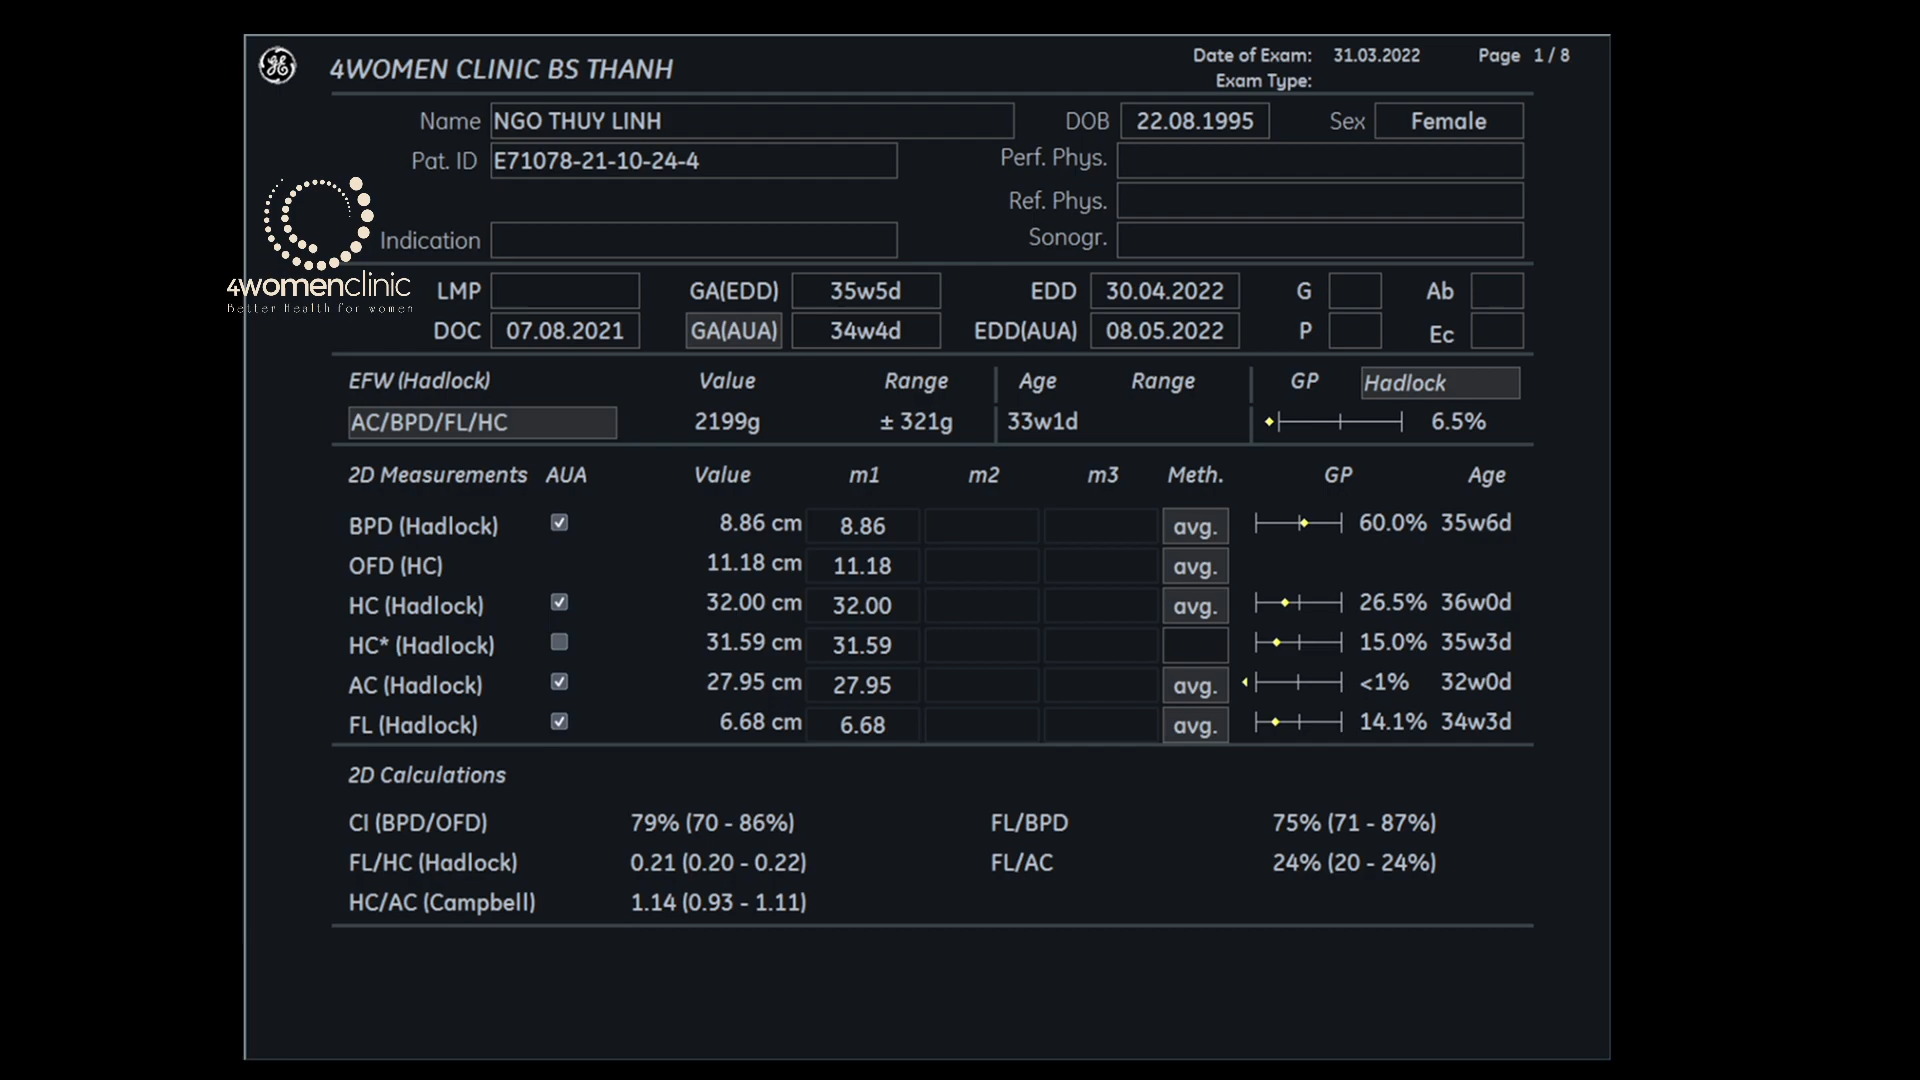 4WOMEN CLINIC BS THANH
Date of Exam: 31.03.2022 Page 1 / 8
Exam Type:
Name NGO THUY LINH DOB 22.08.1995 Sex Female
Pat. ID E71078-21-10-24-4 Perf. Phys.
Ref. Phys.
Indication Sonogr.
4womenclinic
Better Health for women
LMP GA(EDD) 35w5d EDD 30.04.2022 G Ab
DOC 07.08.2021 GA(AUA) 34w4d EDD(AUA) 08.05.2022 P Ec
EFW (Hadlock) Value Range Age Range GP Hadlock
AC/BPD/FL/HC 2199g ± 321g 33w1d 6.5%
2D Measurements AUA Value m1 m2 m3 Meth. GP Age
BPD (Hadlock) 8.86 cm 8.86 avg. 60.0% 35w6d
OFD (HC) 11.18 cm 11.18 avg.
HC (Hadlock) 32.00 cm 32.00 avg. 26.5% 36w0d
HC* (Hadlock) 31.59 cm 31.59 15.0% 35w3d
AC (Hadlock) 27.95 cm 27.95 avg. <1% 32w0d
FL (Hadlock) 6.68 cm 6.68 avg. 14.1% 34w3d
2D Calculations
CI (BPD/OFD) 79% (70 - 86%) FL/BPD 75% (71 - 87%)
FL/HC (Hadlock) 0.21 (0.20 - 0.22) FL/AC 24% (20 - 24%)
HC/AC (Campbell) 1.14 (0.93 - 1.11)